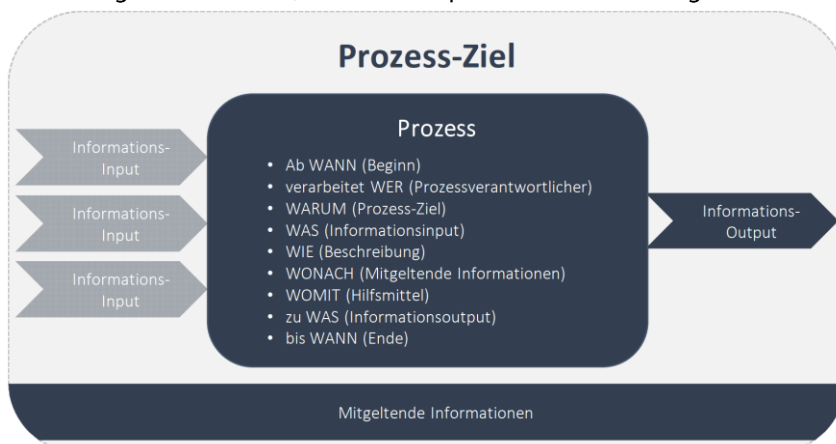 Prozess-Ziel
Prozess
Informations-
Input
Informations-
Input
Informations-
Input
• Ab WANN (Beginn)
• verarbeitet WER (Prozessverantwortlicher)
• WARUM (Prozess-Ziel)
• WAS (Informationsinput)
• WIE (Beschreibung)
• WONACH (Mitgeltende Informationen)
• WOMIT (Hilfsmittel)
• zu WAS (Informationsoutput)
• bis WANN (Ende)
Informations-
Output
Mitgeltende Informationen